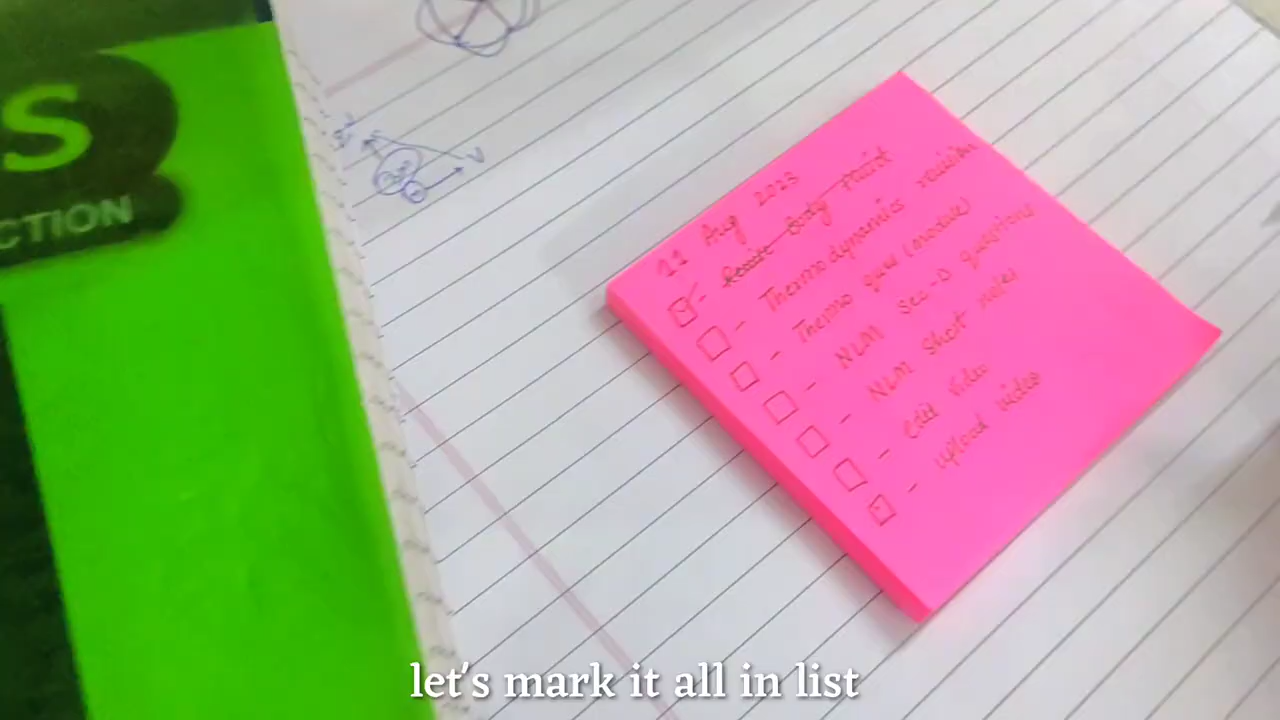 S
CTION
11 Aug 2023
- Revise Body fluid
- Thermodynamics revision
- Thermo ques (module)
- NLM Sec-D questions
- NLM Short notes
- edit video
- upload video
let's mark it all in list